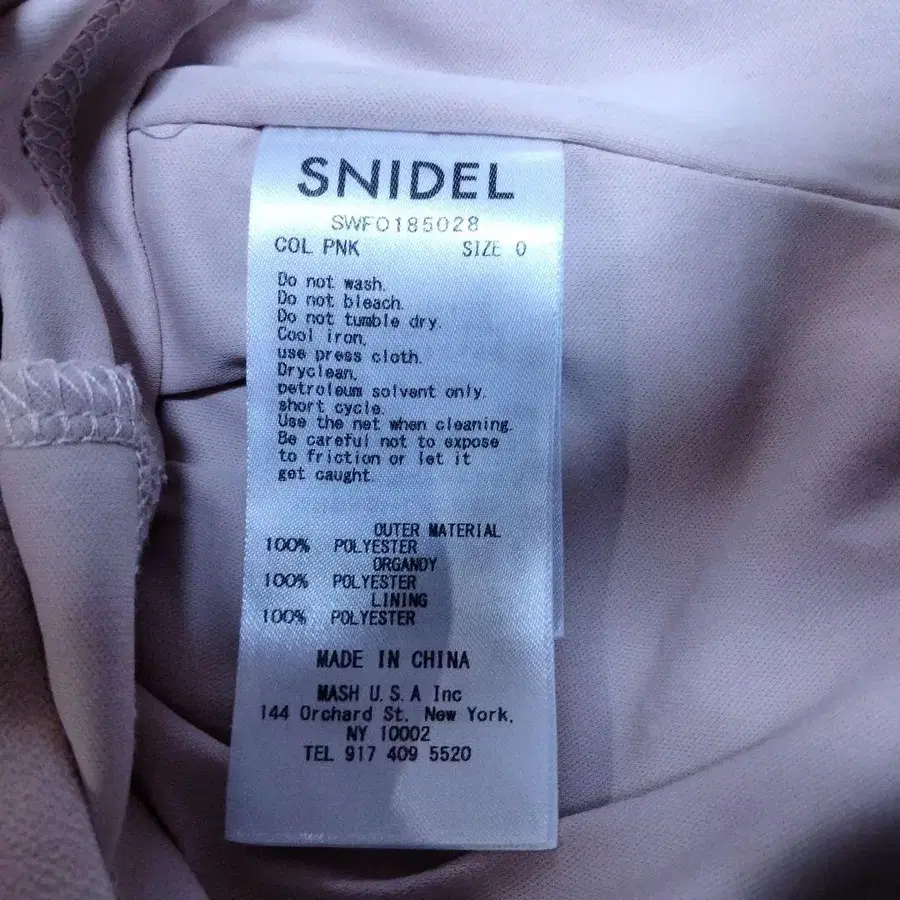 SNIDEL
SWFO185028
COL PNK SIZE 0
Do not wash.
Do not bleach.
Do not tumble dry.
Cool iron,
use press cloth.
Dryclean,
petroleum solvent only.
short cycle.
Use the net when cleaning.
Be careful not to expose
to friction or let it
get caught.
OUTER MATERIAL
100% POLYESTER
ORGANDY
100% POLYESTER
LINING
100% POLYESTER
MADE IN CHINA
MASH U.S.A Inc
144 Orchard St. New York,
NY 10002
TEL 917 409 5520